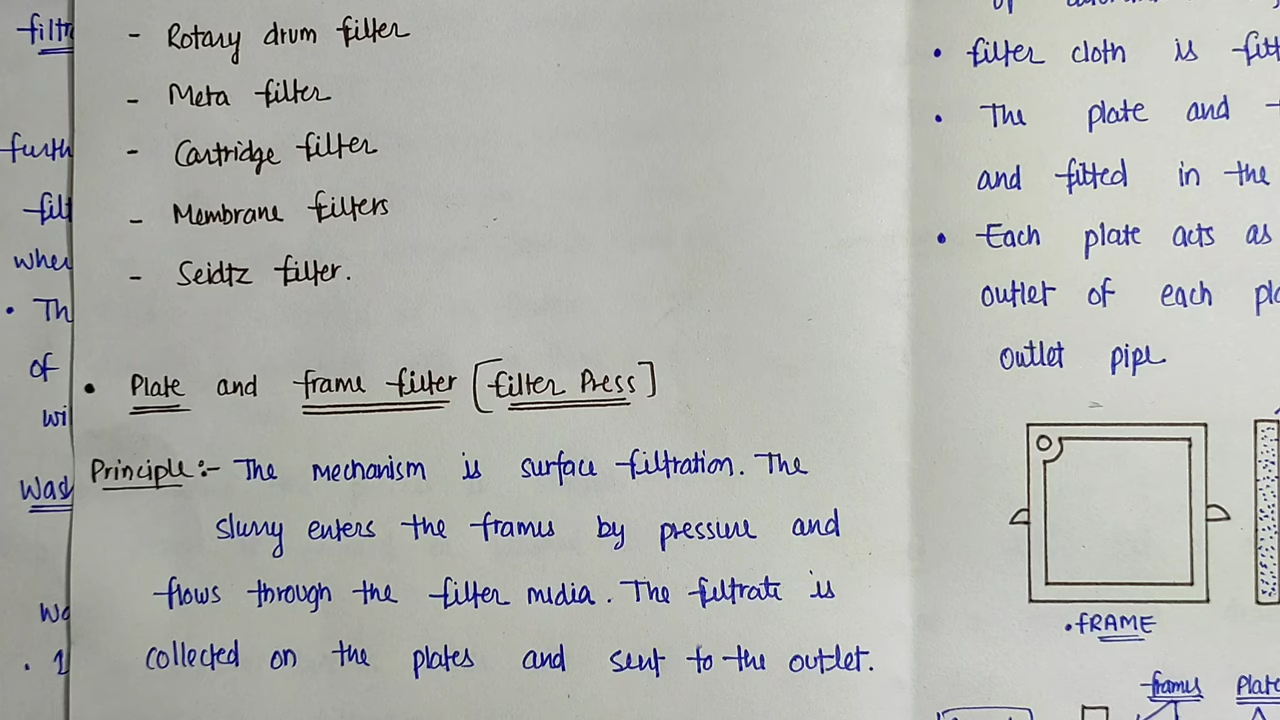 - Rotary drum filter
- Meta filter
- Cartridge filter
- Membrane filters
- Seidtz filter.
• Plate and frame filter [filter Press]
Principle:- The mechanism is surface filtration. The
slurry enters the frames by pressure and
flows through the filter media. The filtrate is
collected on the plates and sent to the outlet.
• filter cloth is
• The plate and
and fitted in the
• Each plate acts as
outlet of each
outlet pipe
• FRAME
frames Plate
of